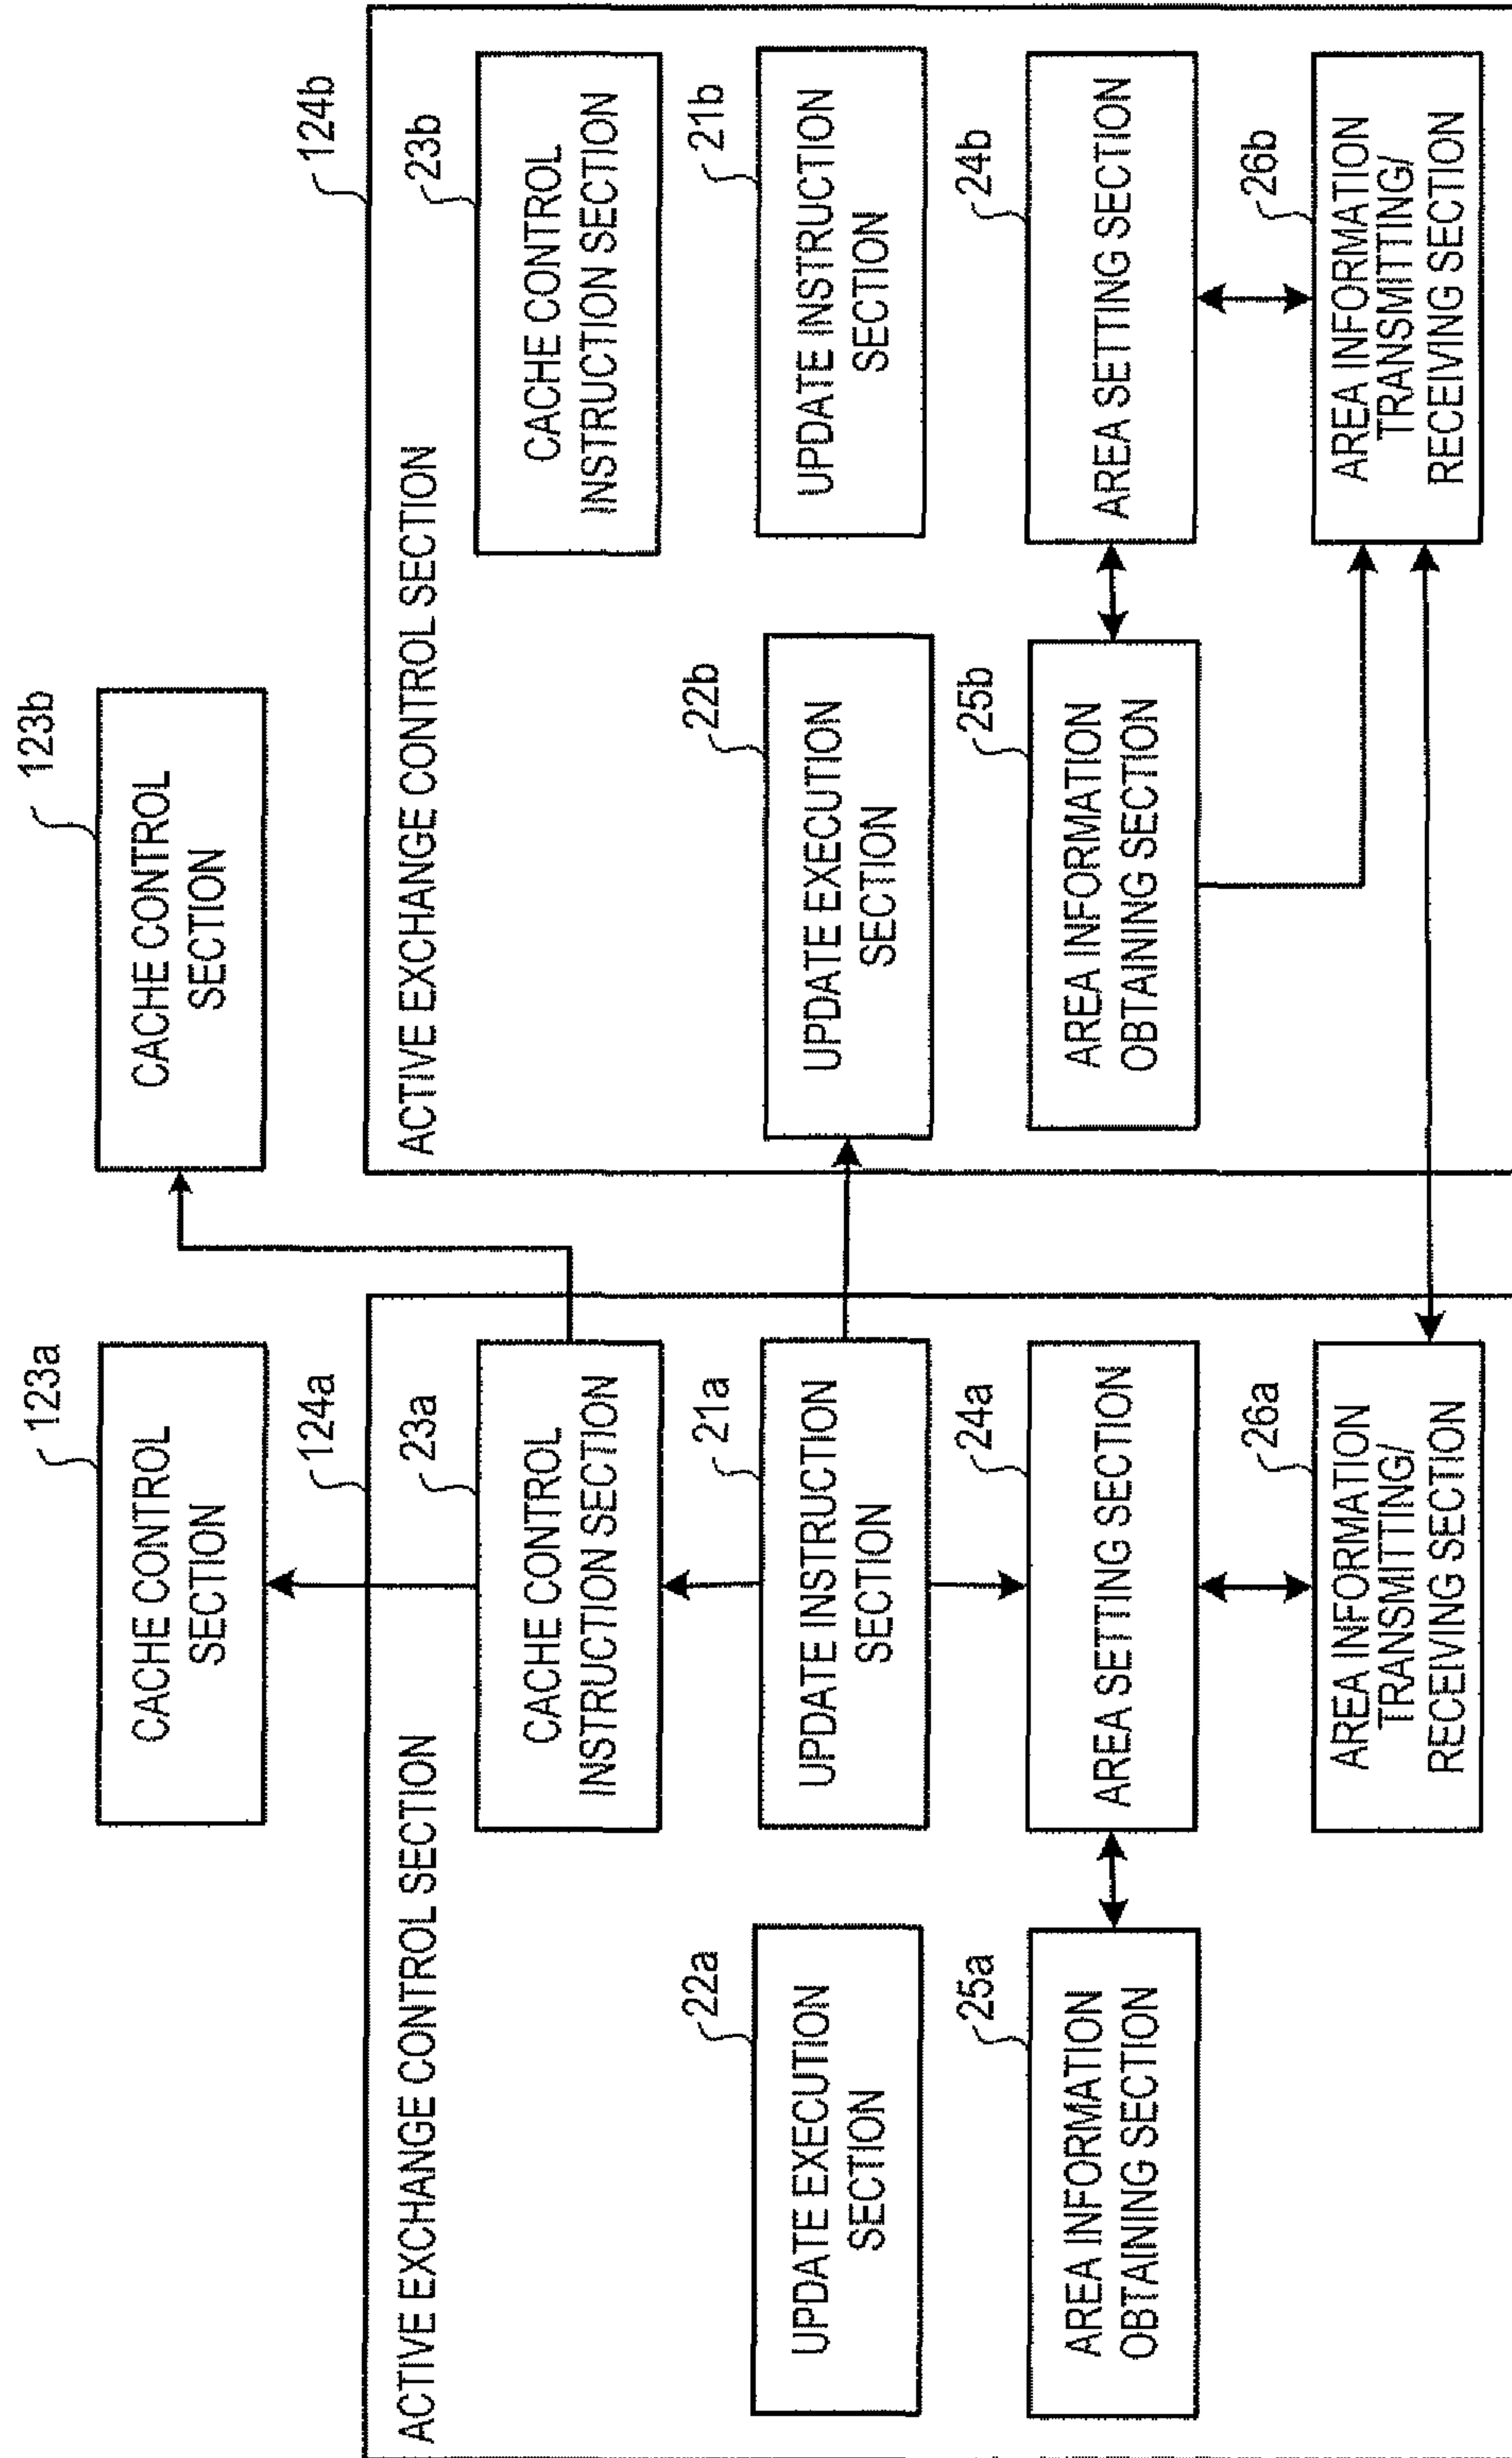 123a
CACHE CONTROL
SECTION
123b
CACHE CONTROL
SECTION
124a
ACTIVE EXCHANGE CONTROL SECTION
23a
CACHE CONTROL
INSTRUCTION SECTION
22a
UPDATE EXECUTION
SECTION
21a
UPDATE INSTRUCTION
SECTION
25a
AREA INFORMATION
OBTAINING SECTION
24a
AREA SETTING SECTION
26a
AREA INFORMATION
TRANSMITTING/
RECEIVING SECTION
124b
ACTIVE EXCHANGE CONTROL SECTION
23b
CACHE CONTROL
INSTRUCTION SECTION
22b
UPDATE EXECUTION
SECTION
21b
UPDATE INSTRUCTION
SECTION
25b
AREA INFORMATION
OBTAINING SECTION
24b
AREA SETTING SECTION
26b
AREA INFORMATION
TRANSMITTING/
RECEIVING SECTION